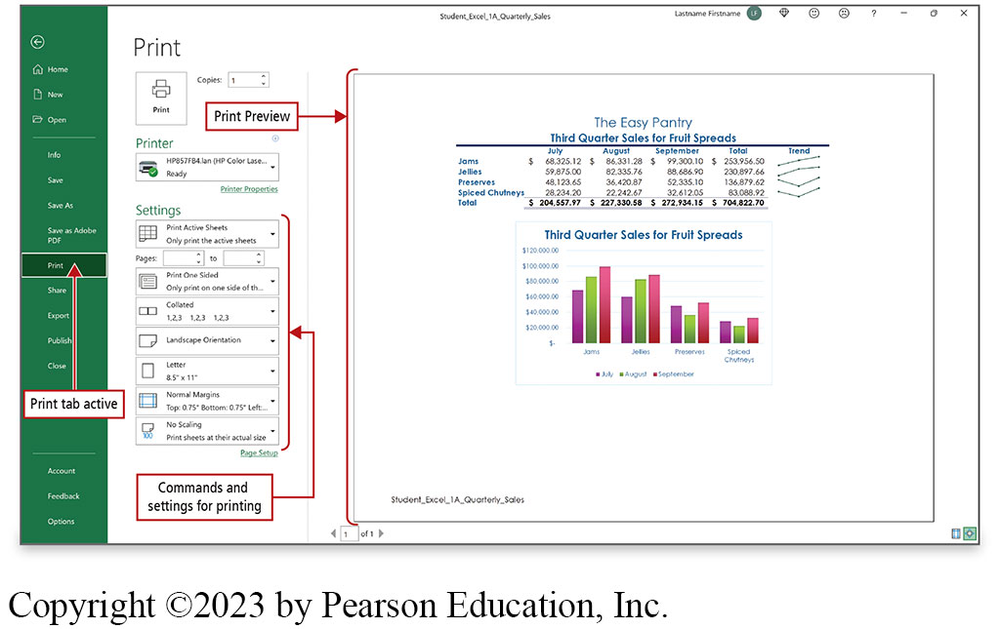 Student_Excel_1A_Quarterly_Sales
Lastname Firstname LF ?
Home
New
Open
Info
Save
Save As
Save as Adobe
PDF
Print
Share
Export
Publish
Close
Print tab active
Account
Feedback
Options
Print
Print
Copies: 1
Print Preview
Printer
HP857FB4.lan (HP Color Lase...
Ready
Printer Properties
Settings
Print Active Sheets
Only print the active sheets
Pages: to
Print One Sided
Only print on one side of th...
Collated
1,2,3 1,2,3 1,2,3
Landscape Orientation
Letter
8.5" x 11"
Normal Margins
Top: 0.75" Bottom: 0.75" Left:...
No Scaling
100
Print sheets at their actual size
Page Setup
Commands and
settings for printing
The Easy Pantry
Third Quarter Sales for Fruit Spreads
July August September Total Trend
Jams $ 68,325.12 $ 86,331.28 $ 99,300.10 $ 253,956.50
Jellies 59,875.00 82,335.76 88,686.90 230,897.66
Preserves 48,123.65 36,420.87 52,335.10 136,879.62
Spiced Chutneys 28,234.20 22,242.67 32,612.05 83,088.92
Total $ 204,557.97 $ 227,330.58 $ 272,934.15 $ 704,822.70
Third Quarter Sales for Fruit Spreads
$120,000.00
$100,000.00
$80,000.00
$60,000.00
$40,000.00
$20,000.00
$-
Jams Jellies Preserves Spiced
Chutneys
July August September
Student_Excel_1A_Quarterly_Sales
1 of 1
Copyright ©2023 by Pearson Education, Inc.